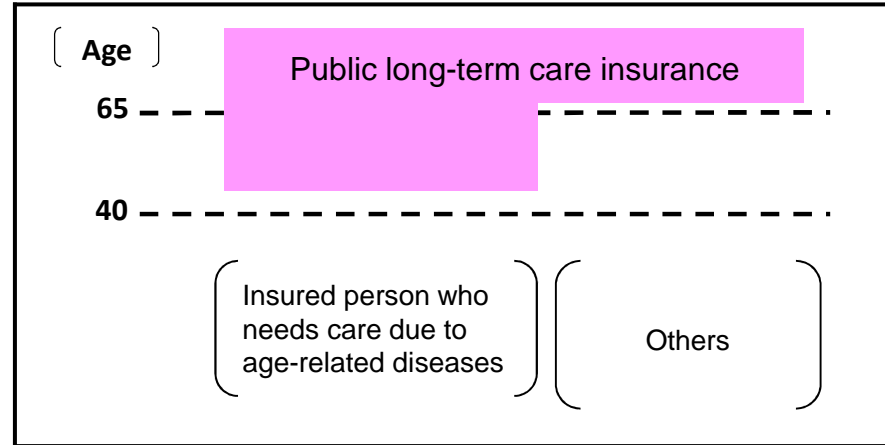 Age
Public long-term care insurance
65
40
Insured person who
needs care due to
age-related diseases
Others